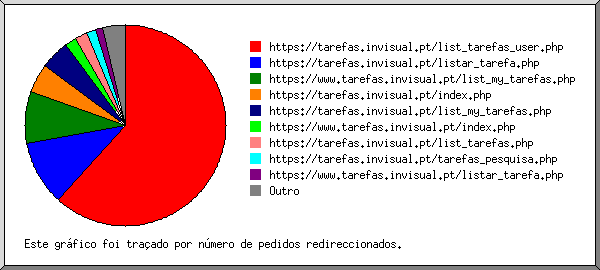 https://tarefas.invisual.pt/list_tarefas_user.php
https://tarefas.invisual.pt/listar_tarefa.php
https://www.tarefas.invisual.pt/list_my_tarefas.php
https://tarefas.invisual.pt/index.php
https://tarefas.invisual.pt/list_my_tarefas.php
https://www.tarefas.invisual.pt/index.php
https://tarefas.invisual.pt/list_tarefas.php
https://tarefas.invisual.pt/tarefas_pesquisa.php
https://www.tarefas.invisual.pt/listar_tarefa.php
Outro
Este gráfico foi traçado por número de pedidos redireccionados.